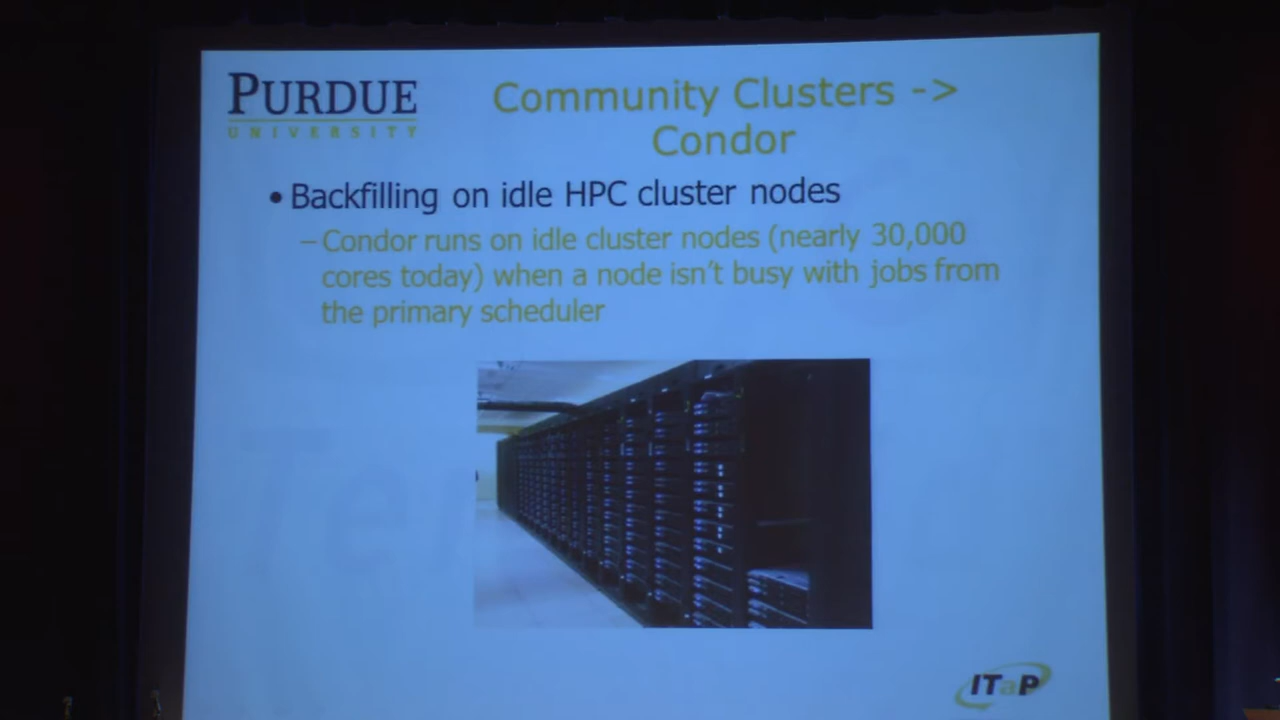 PURDUE
UNIVERSITY
Community Clusters ->
Condor
• Backfilling on idle HPC cluster nodes
– Condor runs on idle cluster nodes (nearly 30,000
cores today) when a node isn't busy with jobs from
the primary scheduler
ITaP